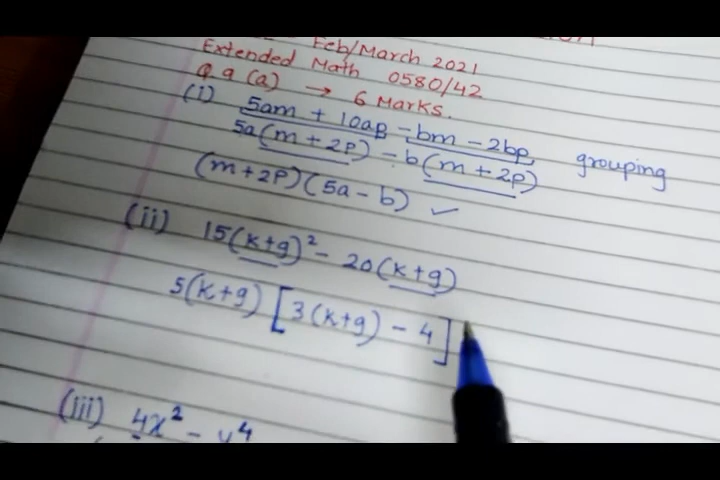 Feb/March 2021
Extended Math 0580/42
Q 9 (a) → 6 Marks.
(i) 5am + 10ap - bm - 2bp grouping
5a(m + 2p) - b(m + 2p)
(m + 2p)(5a - b) ✓
(ii) 15(k+g)² - 20(k+g)
5(k+g) [3(k+g) - 4]
(iii) 4x² - y⁴